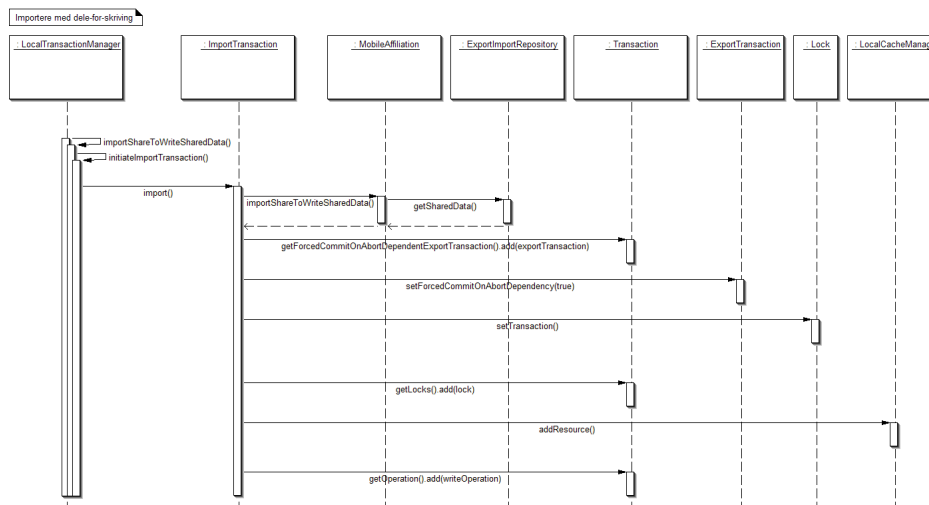 Importere med dele-for-skriving
: LocalTransactionManager
: ImportTransaction
: MobileAffiliation
: ExportImportRepository
: Transaction
: ExportTransaction
: Lock
: LocalCacheManag
importShareToWriteSharedData()
initiateImportTransaction()
import()
importShareToWriteSharedData()
getSharedData()
getForcedCommitOnAbortDependentExportTransaction().add(exportTransaction)
setForcedCommitOnAbortDependency(true)
setTransaction()
getLocks().add(lock)
addResource()
getOperation().add(writeOperation)